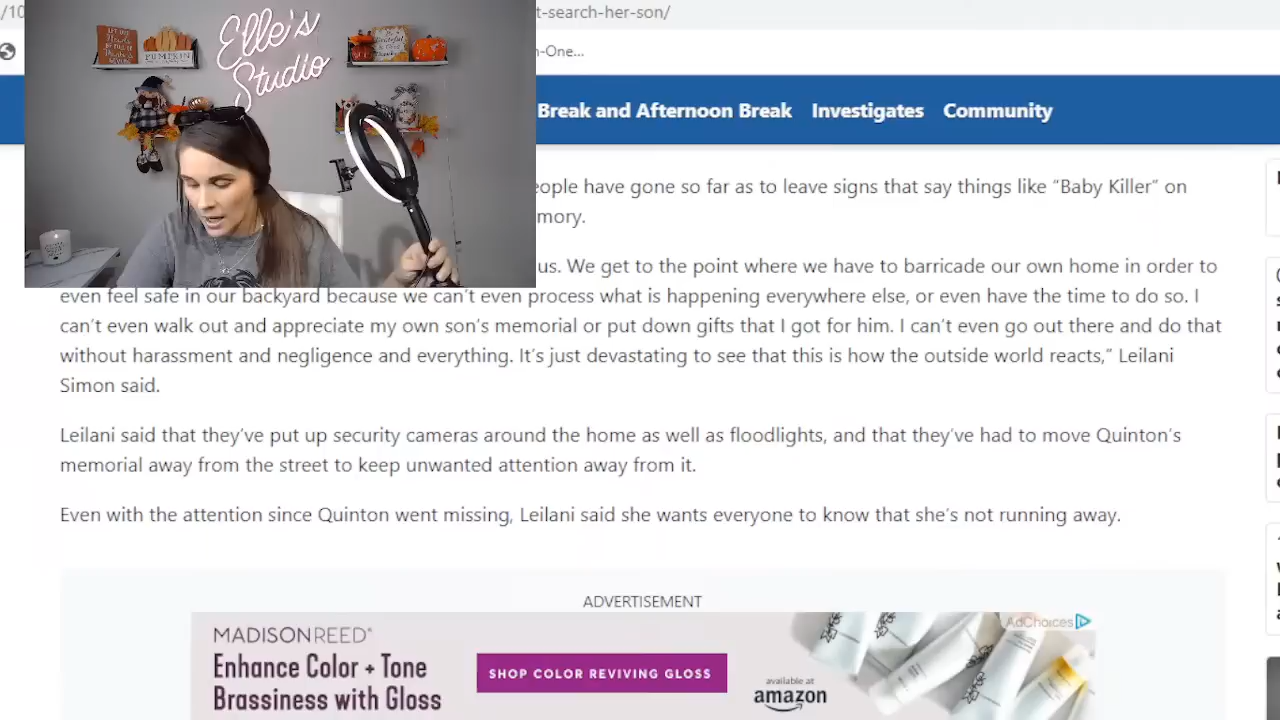 /10
t-search-her-son/
n-One...
Elle's
Studio
Break and Afternoon Break Investigates Community
eople have gone so far as to leave signs that say things like “Baby Killer” on
mory.
us. We get to the point where we have to barricade our own home in order to
even feel safe in our backyard because we can’t even process what is happening everywhere else, or even have the time to do so. I
can’t even walk out and appreciate my own son’s memorial or put down gifts that I got for him. I can’t even go out there and do that
without harassment and negligence and everything. It’s just devastating to see that this is how the outside world reacts,” Leilani
Simon said.
Leilani said that they’ve put up security cameras around the home as well as floodlights, and that they’ve had to move Quinton’s
memorial away from the street to keep unwanted attention away from it.
Even with the attention since Quinton went missing, Leilani said she wants everyone to know that she’s not running away.
ADVERTISEMENT
MADISON REED®
Enhance Color + Tone
Brassiness with Gloss
SHOP COLOR REVIVING GLOSS
available at
amazon
AdChoices